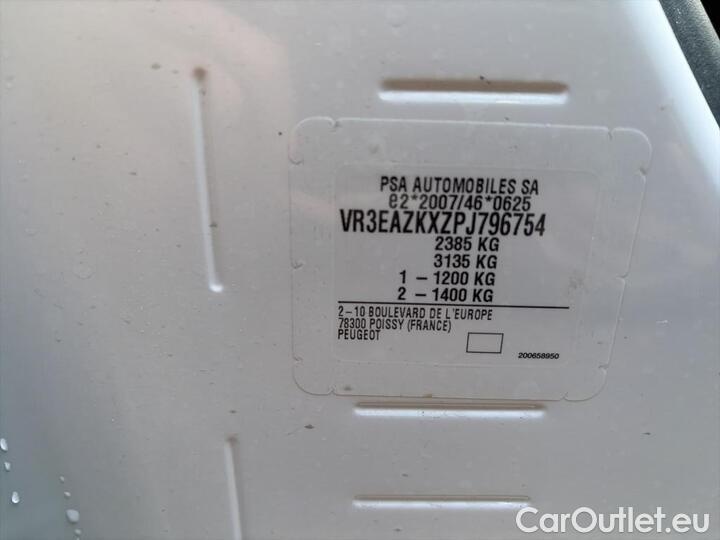 PSA AUTOMOBILES SA
e2*2007/46*0625
VR3EAZKXZPJ796754
2385 KG
3135 KG
1 – 1200 KG
2 – 1400 KG
2 – 10 BOULEVARD DE L'EUROPE
78300 POISSY (FRANCE)
PEUGEOT
200658950
CarOutlet.eu